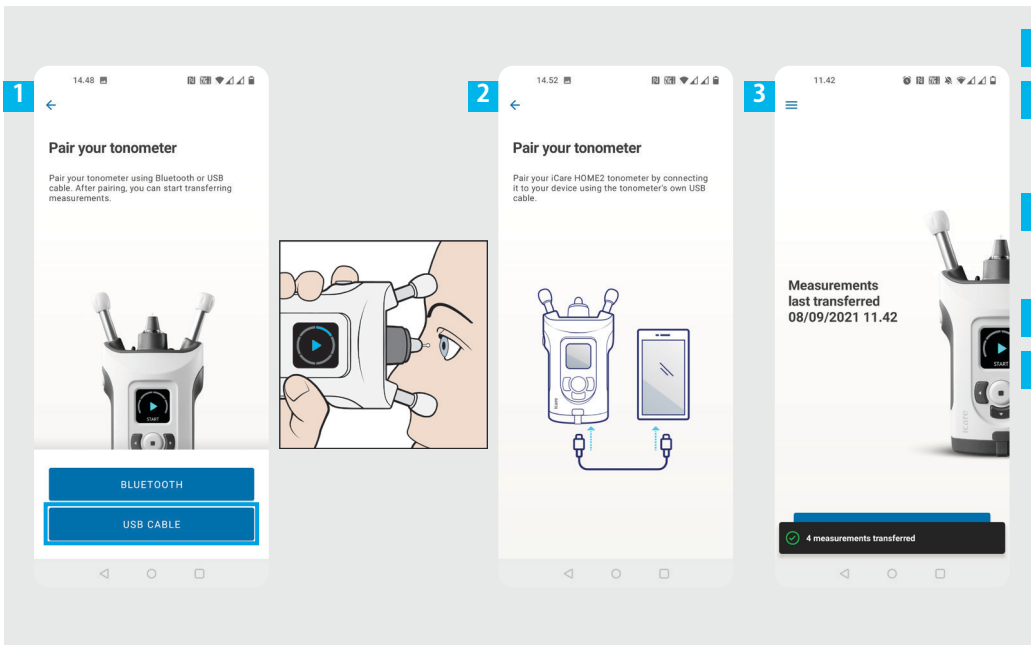 1
14.48
Pair your tonometer
Pair your tonometer using Bluetooth or USB
cable. After pairing, you can start transferring
measurements.
START
BLUETOOTH
USB CABLE
2
14.52
Pair your tonometer
Pair your iCare HOME2 tonometer by connecting
it to your device using the tonometer's own USB
cable.
icare
3
11.42
Measurements
last transferred
08/09/2021 11.42
START
icare
4 measurements transferred